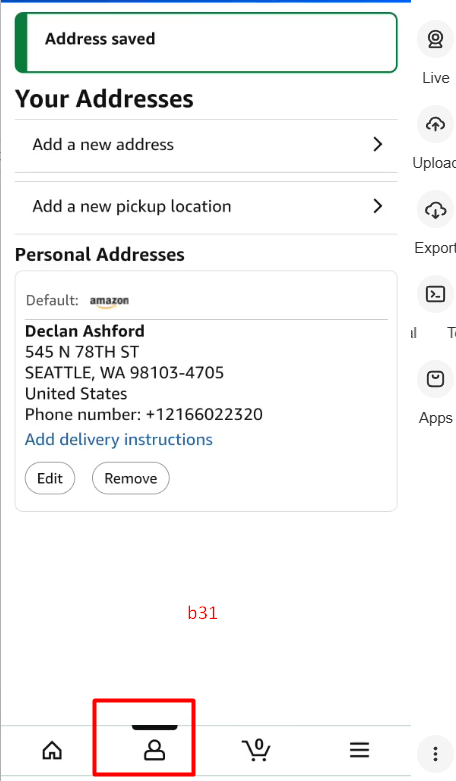 Address saved
Your Addresses
Add a new address
Add a new pickup location
Personal Addresses
Default: amazon
Declan Ashford
545 N 78TH ST
SEATTLE, WA 98103-4705
United States
Phone number: +12166022320
Add delivery instructions
Edit Remove
b31
0
Live
Upload
Export
Apps